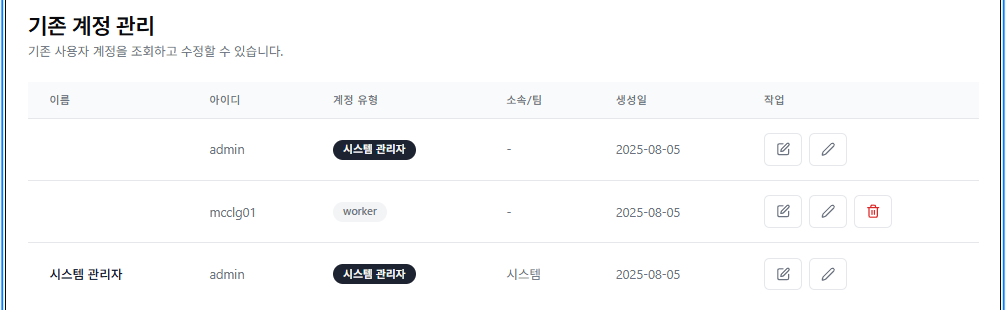 기존 계정 관리
기존 사용자 계정을 조회하고 수정할 수 있습니다.
이름 아이디 계정 유형 소속/팀 생성일 작업
admin 시스템 관리자 - 2025-08-05
mcclg01 worker - 2025-08-05
시스템 관리자 admin 시스템 관리자 시스템 2025-08-05